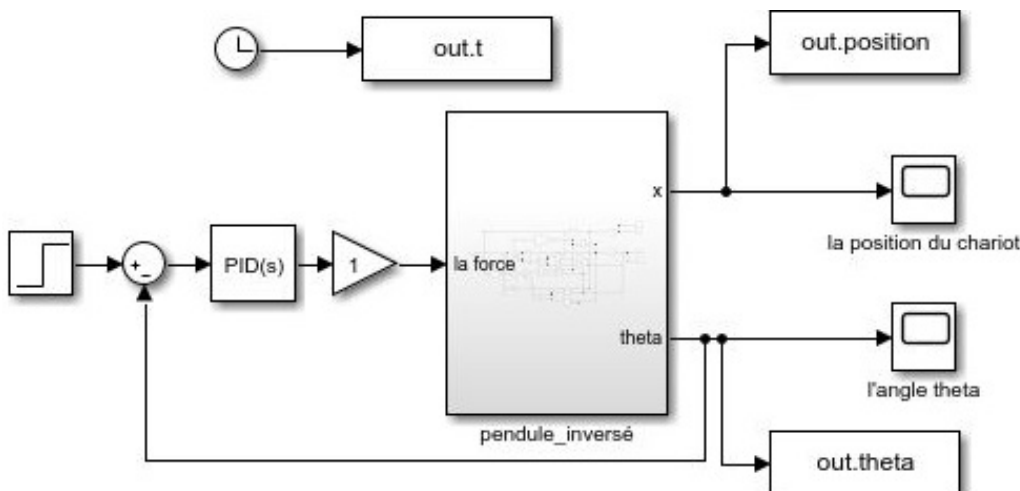 out.t
out.position
x
la position du chariot
+
-
PID(s)
1
la force
theta
l'angle theta
pendule_inversé
out.theta